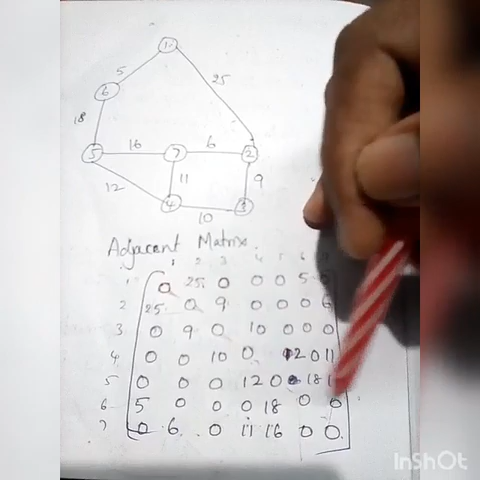 1
5
25
6
18
16
6
5
7
2
12
11
9
4
10
3
Adjacant Matrix.
1 2 3 4 5 6
1 0 25 0 0 0 5 0
2 25 0 9 0 0 0 6
3 0 9 0 10 0 0 0
4 0 0 10 0 12 0 11
5 0 0 0 12 0 18
6 5 0 0 0 18 0 0
7 0 6 0 11 16 0 0
InShOt